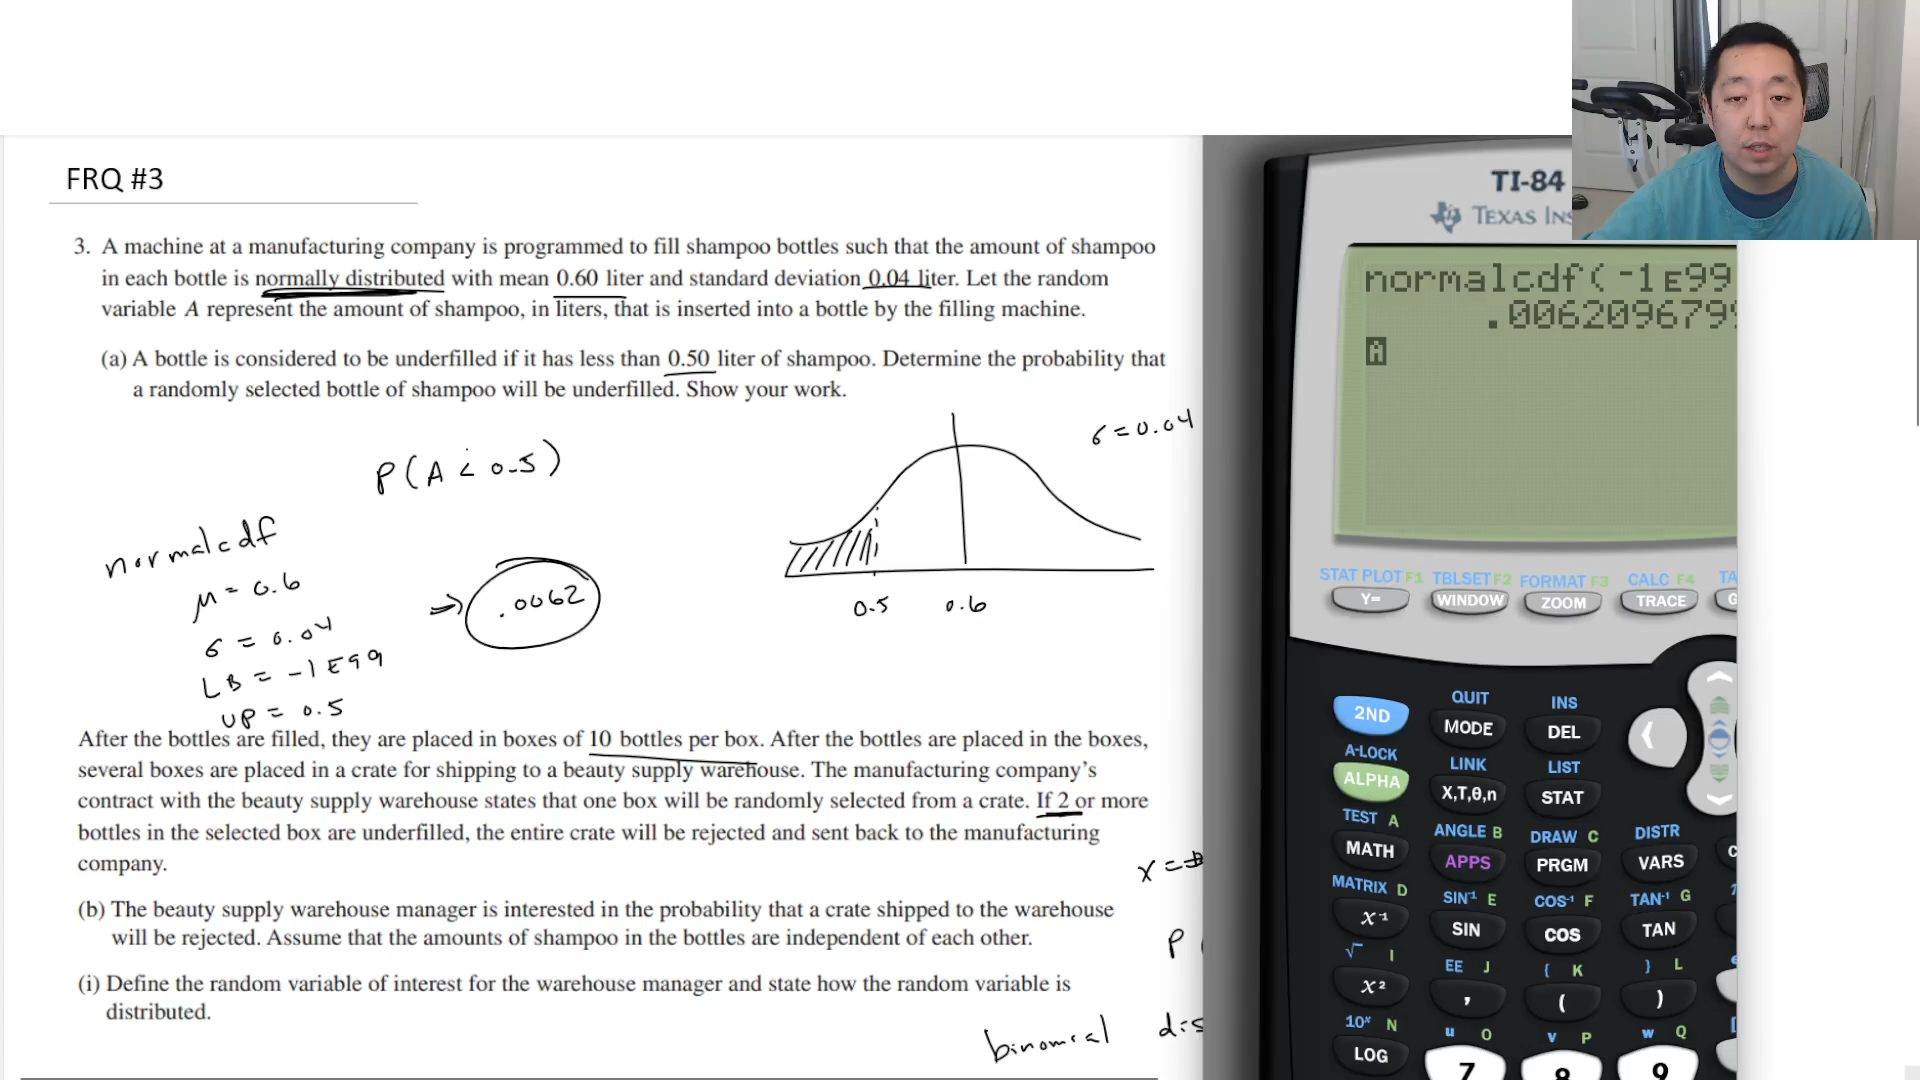 FRQ #3
3. A machine at a manufacturing company is programmed to fill shampoo bottles such that the amount of shampoo
in each bottle is normally distributed with mean 0.60 liter and standard deviation 0.04 liter. Let the random
variable A represent the amount of shampoo, in liters, that is inserted into a bottle by the filling machine.
(a) A bottle is considered to be underfilled if it has less than 0.50 liter of shampoo. Determine the probability that
a randomly selected bottle of shampoo will be underfilled. Show your work.
P(A < 0.5)
σ = 0.04
normalcdf
μ = 0.6
σ = 0.04
LB = -1E99
UP = 0.5
→ .0062
0.5 0.6
After the bottles are filled, they are placed in boxes of 10 bottles per box. After the bottles are placed in the boxes,
several boxes are placed in a crate for shipping to a beauty supply warehouse. The manufacturing company's
contract with the beauty supply warehouse states that one box will be randomly selected from a crate. If 2 or more
bottles in the selected box are underfilled, the entire crate will be rejected and sent back to the manufacturing
company.
x = #
(b) The beauty supply warehouse manager is interested in the probability that a crate shipped to the warehouse
will be rejected. Assume that the amounts of shampoo in the bottles are independent of each other.
P
(i) Define the random variable of interest for the warehouse manager and state how the random variable is
distributed.
binomial dis
TI-84
TEXAS INS
normalcdf(-1E99
.006209679
A
STAT PLOT F1 TBLSET F2 FORMAT F3 CALC F4 TA
Y= WINDOW ZOOM TRACE G
QUIT INS
2ND MODE DEL
A-LOCK LINK LIST
ALPHA X,T,θ,n STAT
TEST A ANGLE B DRAW C DISTR
MATH APPS PRGM VARS C
MATRIX D SIN⁻¹ E COS⁻¹ F TAN⁻¹ G
X⁻¹ SIN COS TAN
√ I EE J { K } L
X² , ( )
10ˣ N u O v P w Q [
LOG 7 8 9